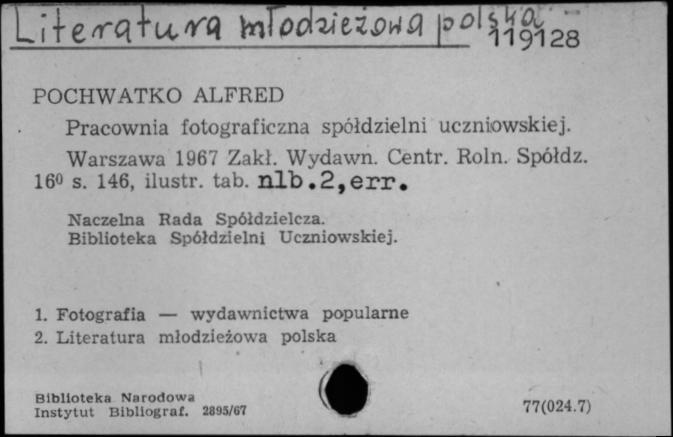 Literatura młodzieżowa polska -
119128
POCHWATKO ALFRED
Pracownia fotograficzna spółdzielni uczniowskiej.
Warszawa 1967 Zakł. Wydawn. Centr. Roln. Spółdz.
16⁰ s. 146, ilustr. tab. nlb.2,err.
Naczelna Rada Spółdzielcza.
Biblioteka Spółdzielni Uczniowskiej.
1. Fotografia — wydawnictwa popularne
2. Literatura młodzieżowa polska
Biblioteka Narodowa
Instytut Bibliograf. 2895/67
77(024.7)